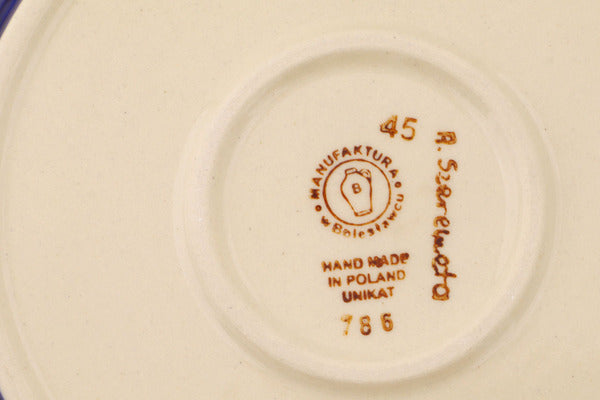 45
MANUFAKTURA
B
w Bolesławcu
HAND MADE
IN POLAND
UNIKAT
786